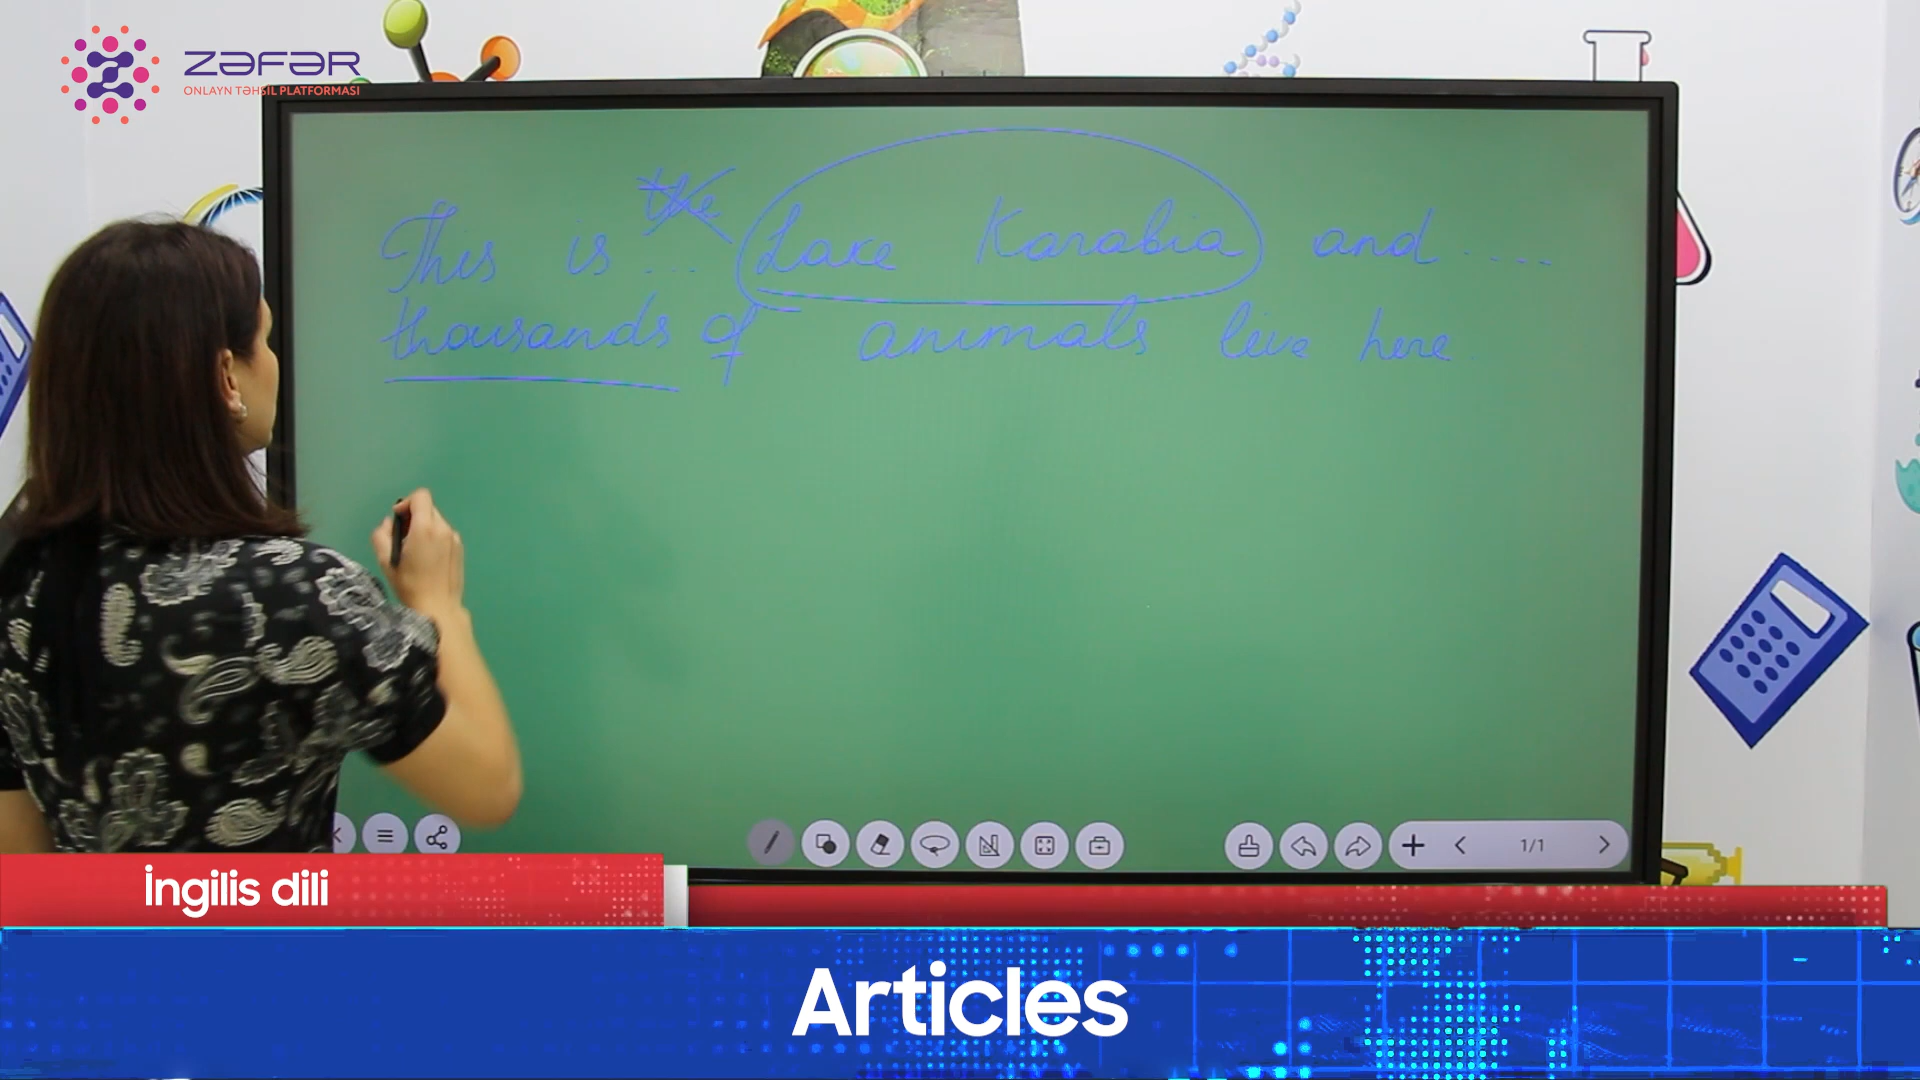 ZəFəR
ONLAYN TəHSİL PLATFORMASI
the
This is ... Lake Karabia and ....
thousands of animals live here
1/1
İngilis dili
Articles